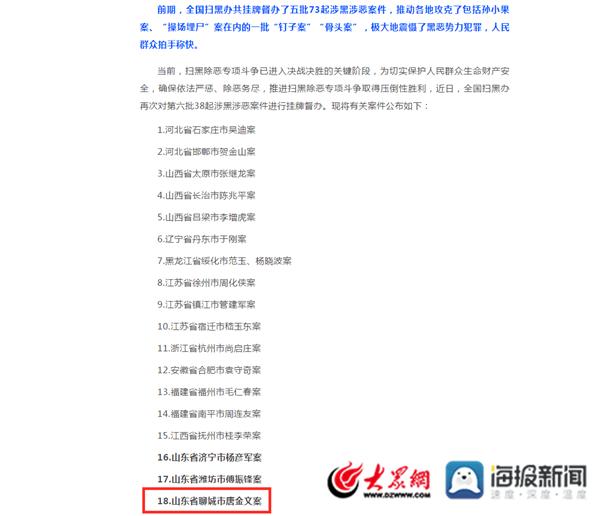 前期，全国扫黑办共挂牌督办了五批73起涉黑涉恶案件，推动各地攻克了包括孙小果
案、“操场埋尸”案在内的一批“钉子案”“骨头案”，极大地震慑了黑恶势力犯罪，人民
群众拍手称快。
当前，扫黑除恶专项斗争已进入决战决胜的关键阶段，为切实保护人民群众生命财产安
全，确保依法严惩、除恶务尽，推进扫黑除恶专项斗争取得压倒性胜利，近日，全国扫黑办
再次对第六批38起涉黑涉恶案件进行挂牌督办。现将有关案件公布如下：
1.河北省石家庄市吴迪案
2.河北省邯郸市贺金山案
3.山西省太原市张继龙案
4.山西省长治市陈兆平案
5.山西省吕梁市李增虎案
6.辽宁省丹东市于刚案
7.黑龙江省绥化市范玉、杨晓波案
8.江苏省徐州市周化侠案
9.江苏省镇江市管建军案
10.江苏省宿迁市嵇玉东案
11.浙江省杭州市尚启庄案
12.安徽省合肥市袁守奇案
13.福建省福州市毛仁春案
14.福建省南平市周连友案
15.江西省抚州市桂李荣案
16.山东省济宁市杨彦军案
17.山东省潍坊市傅振锋案
18.山东省聊城市唐金文案
大众网
WWW.DZWWW.COM
海报新闻
速度·深度·温度